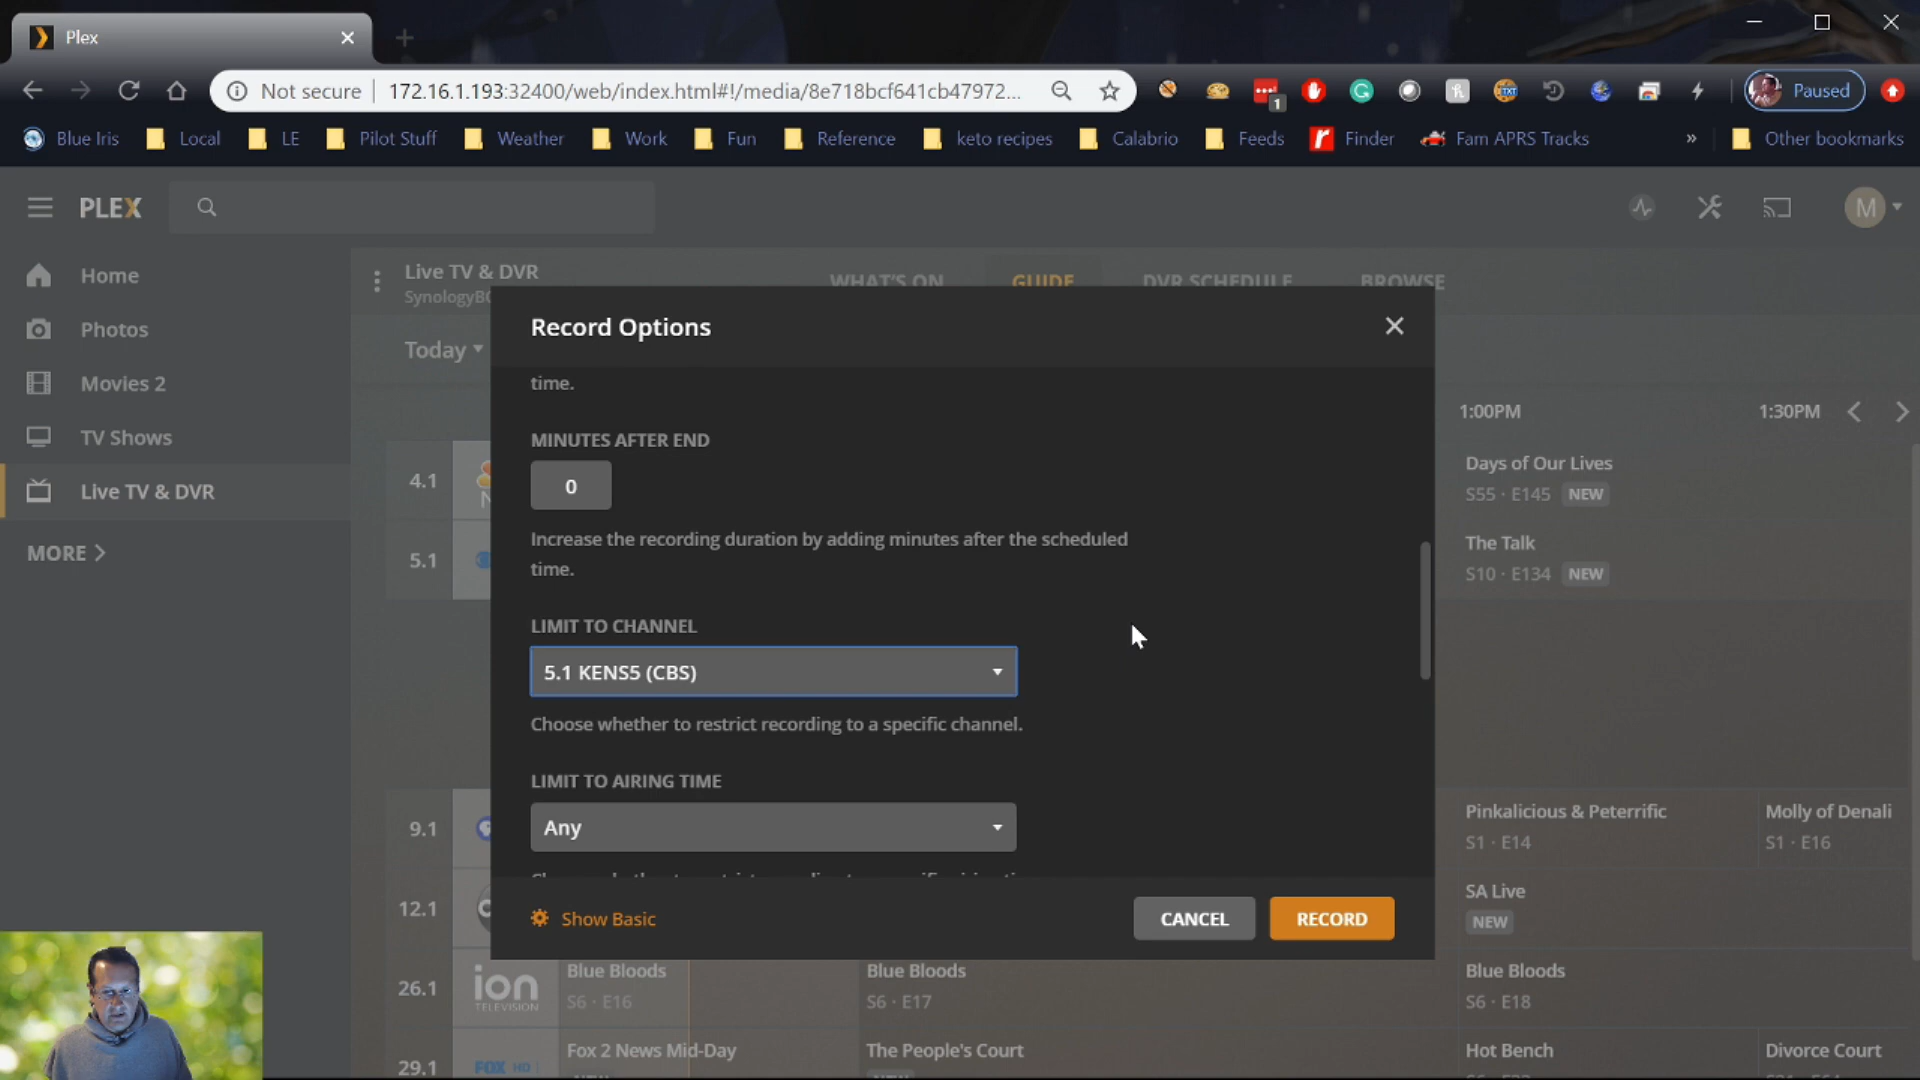 Plex
Not secure 172.16.1.193:32400/web/index.html#!/media/8e718bcf641cb47972... 1 TXT Paused
Blue Iris Local LE Pilot Stuff Weather Work Fun Reference keto recipes Calabrio Feeds Finder Fam APRS Tracks » Other bookmarks
PLEX M
Home
Photos
Movies 2
TV Shows
Live TV & DVR
MORE
Live TV & DVR
WHAT'S ON GUIDE DVR SCHEDULE BROWSE
Today
1:00PM 1:30PM
Record Options
time.
MINUTES AFTER END
0
Increase the recording duration by adding minutes after the scheduled
time.
LIMIT TO CHANNEL
5.1 KENS5 (CBS)
Choose whether to restrict recording to a specific channel.
LIMIT TO AIRING TIME
Any
Show Basic CANCEL RECORD
4.1 Days of Our Lives
S55 · E145 NEW
5.1 The Talk
S10 · E134 NEW
9.1 Pinkalicious & Peterrific Molly of Denali
S1 · E14 S1 · E16
12.1 SA Live
NEW
26.1 ion TELEVISION Blue Bloods Blue Bloods Blue Bloods
S6 · E16 S6 · E17 S6 · E18
29.1 FOX HD Fox 2 News Mid-Day The People's Court Hot Bench Divorce Court